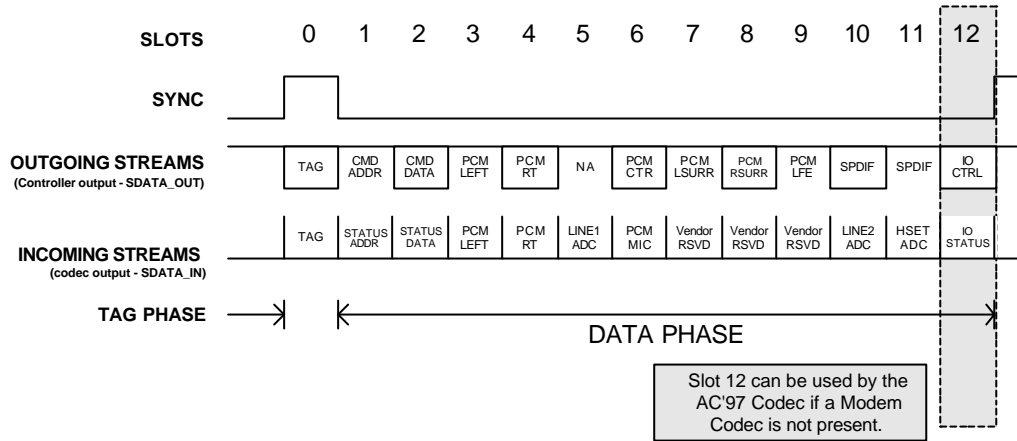 SLOTS 0 1 2 3 4 5 6 7 8 9 10 11 12
SYNC
OUTGOING STREAMS
(Controller output - SDATA_OUT)
TAG
CMD
ADDR
CMD
DATA
PCM
LEFT
PCM
RT
NA
PCM
CTR
PCM
LSURR
PCM
RSURR
PCM
LFE
SPDIF
SPDIF
IO
CTRL
INCOMING STREAMS
(codec output - SDATA_IN)
TAG
STATUS
ADDR
STATUS
DATA
PCM
LEFT
PCM
RT
LINE1
ADC
PCM
MIC
Vendor
RSVD
Vendor
RSVD
Vendor
RSVD
LINE2
ADC
HSET
ADC
IO
STATUS
TAG PHASE
DATA PHASE
Slot 12 can be used by the
AC'97 Codec if a Modem
Codec is not present.